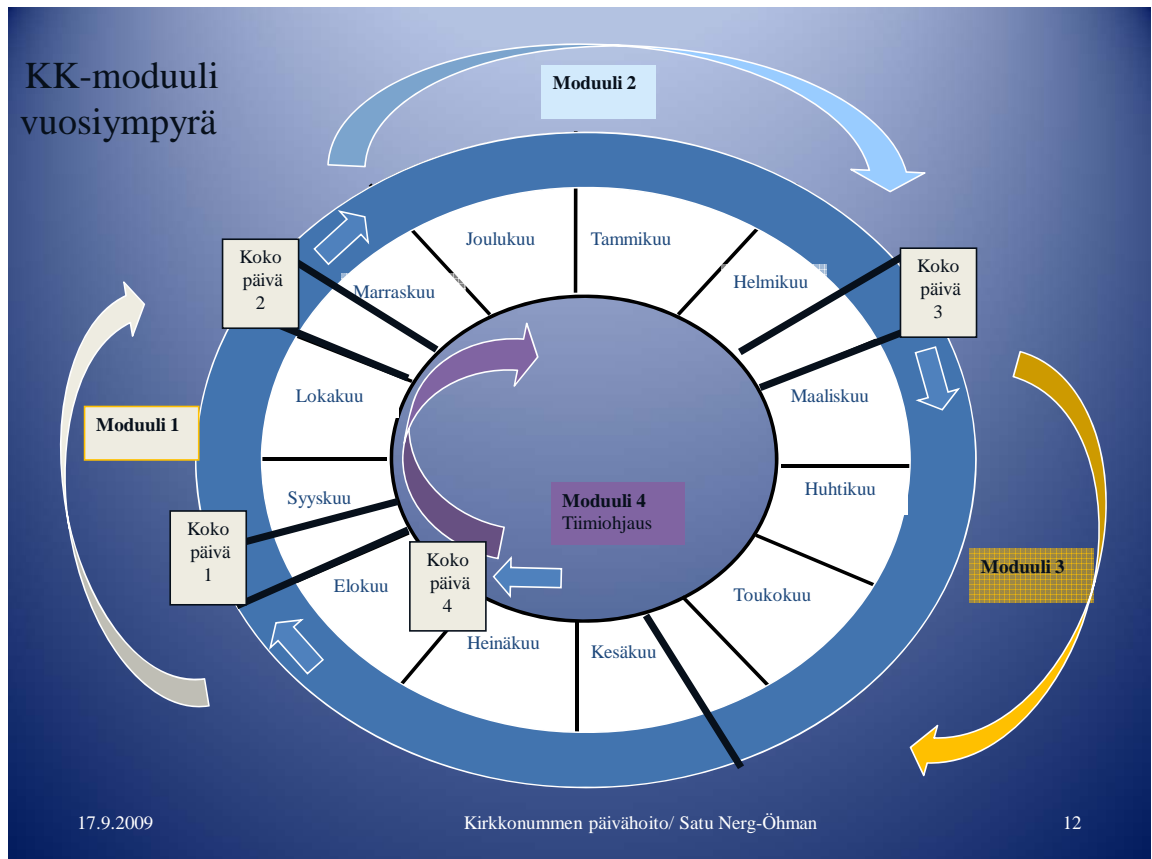 KK-moduuli
vuosiympyrä
Moduuli 2
Joulukuu
Tammikuu
Koko
päivä
2
Marraskuu
Helmikuu
Koko
päivä
3
Lokakuu
Maaliskuu
Moduuli 1
Syyskuu
Huhtikuu
Moduuli 4
Tiimiohjaus
Koko
päivä
1
Elokuu
Koko
päivä
4
Toukokuu
Moduuli 3
Heinäkuu
Kesäkuu
17.9.2009
Kirkkonummen päivähoito/ Satu Nerg-Öhman
12